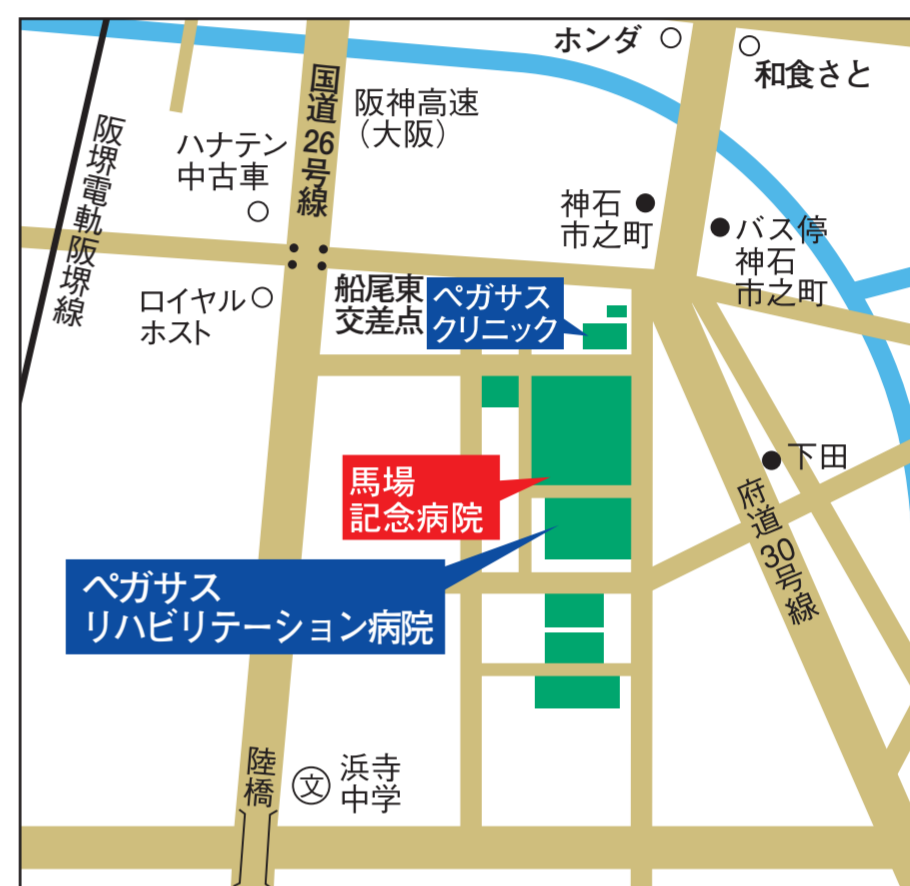 ホンダ
和食さと
国道26号線
阪神高速
（大阪）
阪堺電軌阪堺線
ハナテン
中古車
神石
市之町
バス停
神石
市之町
ロイヤル
ホスト
船尾東
交差点
ペガサス
クリニック
下田
馬場
記念病院
府道30号線
ペガサス
リハビリテーション病院
陸橋
文
浜寺
中学